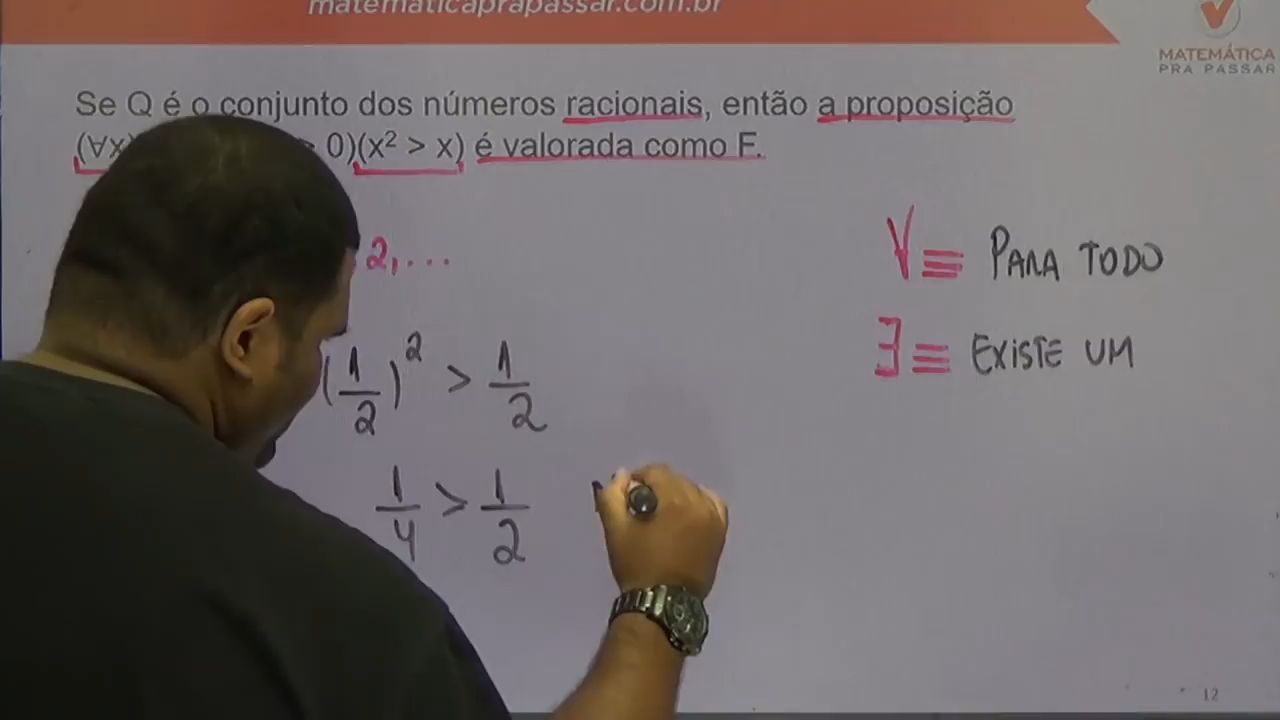 matematicaprapassar.com.br
MATEMÁTICA
PRA PASSAR
Se Q é o conjunto dos números racionais, então a proposição
(∀x) 0)(x² > x) é valorada como F.
2, ...
∀ ≡ PARA TODO
∃ ≡ EXISTE UM
(1/2)² > 1/2
1/4 > 1/2
12